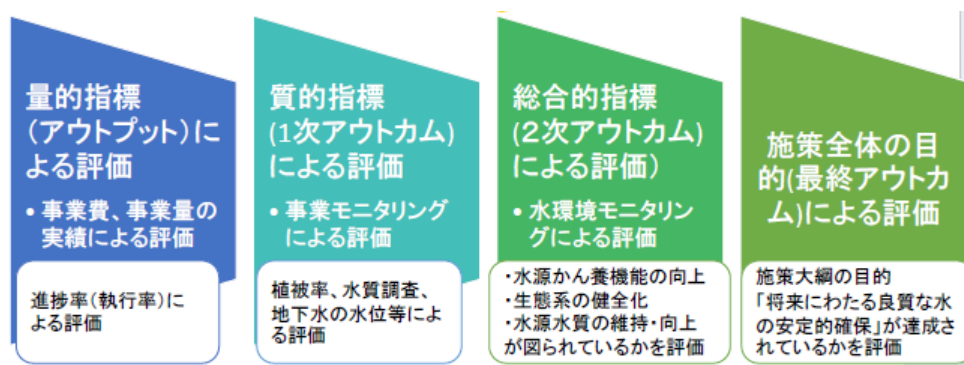 量的指標
（アウトプット）に
よる評価
• 事業費、事業量の
実績による評価
進捗率（執行率）に
よる評価
質的指標
(1次アウトカム)
による評価
• 事業モニタリング
による評価
植被率、水質調査、
地下水の水位等によ
る評価
総合的指標
(２次アウトカム)
による評価）
• 水環境モニタリン
グによる評価
・水源かん養機能の向上
・生態系の健全化
・水源水質の維持・向上
が図られているかを評価
施策全体の目
的(最終アウトカ
ム)による評価
施策大綱の目的
「将来にわたる良質な水
の安定的確保」が達成さ
れているかを評価